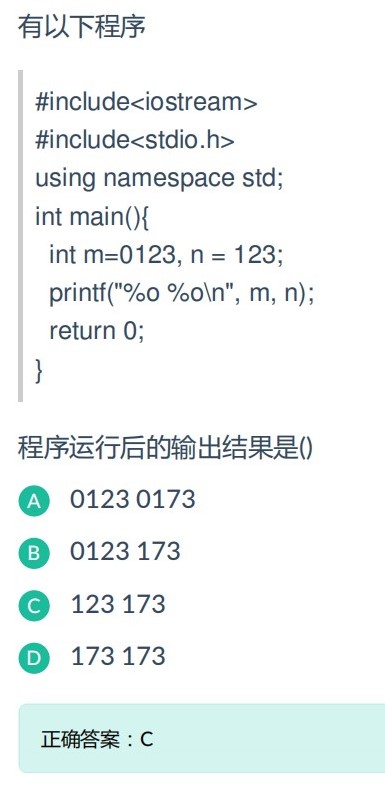 有以下程序
#include<iostream>
#include<stdio.h>
using namespace std;
int main(){
int m=0123, n = 123;
printf("%o %o\n", m, n);
return 0;
}
程序运行后的输出结果是()
A 0123 0173
B 0123 173
C 123 173
D 173 173
正确答案：C